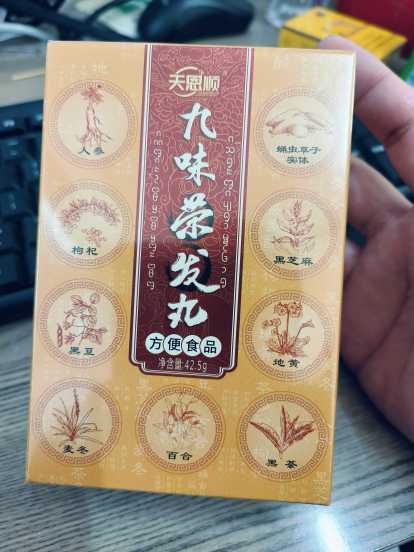 天恩顺
九味荣发丸
方便食品
净含量:42.5g
人参
蛹虫草子
实体
枸杞
黑芝麻
黑豆
地黄
麦冬
百合
黑茶